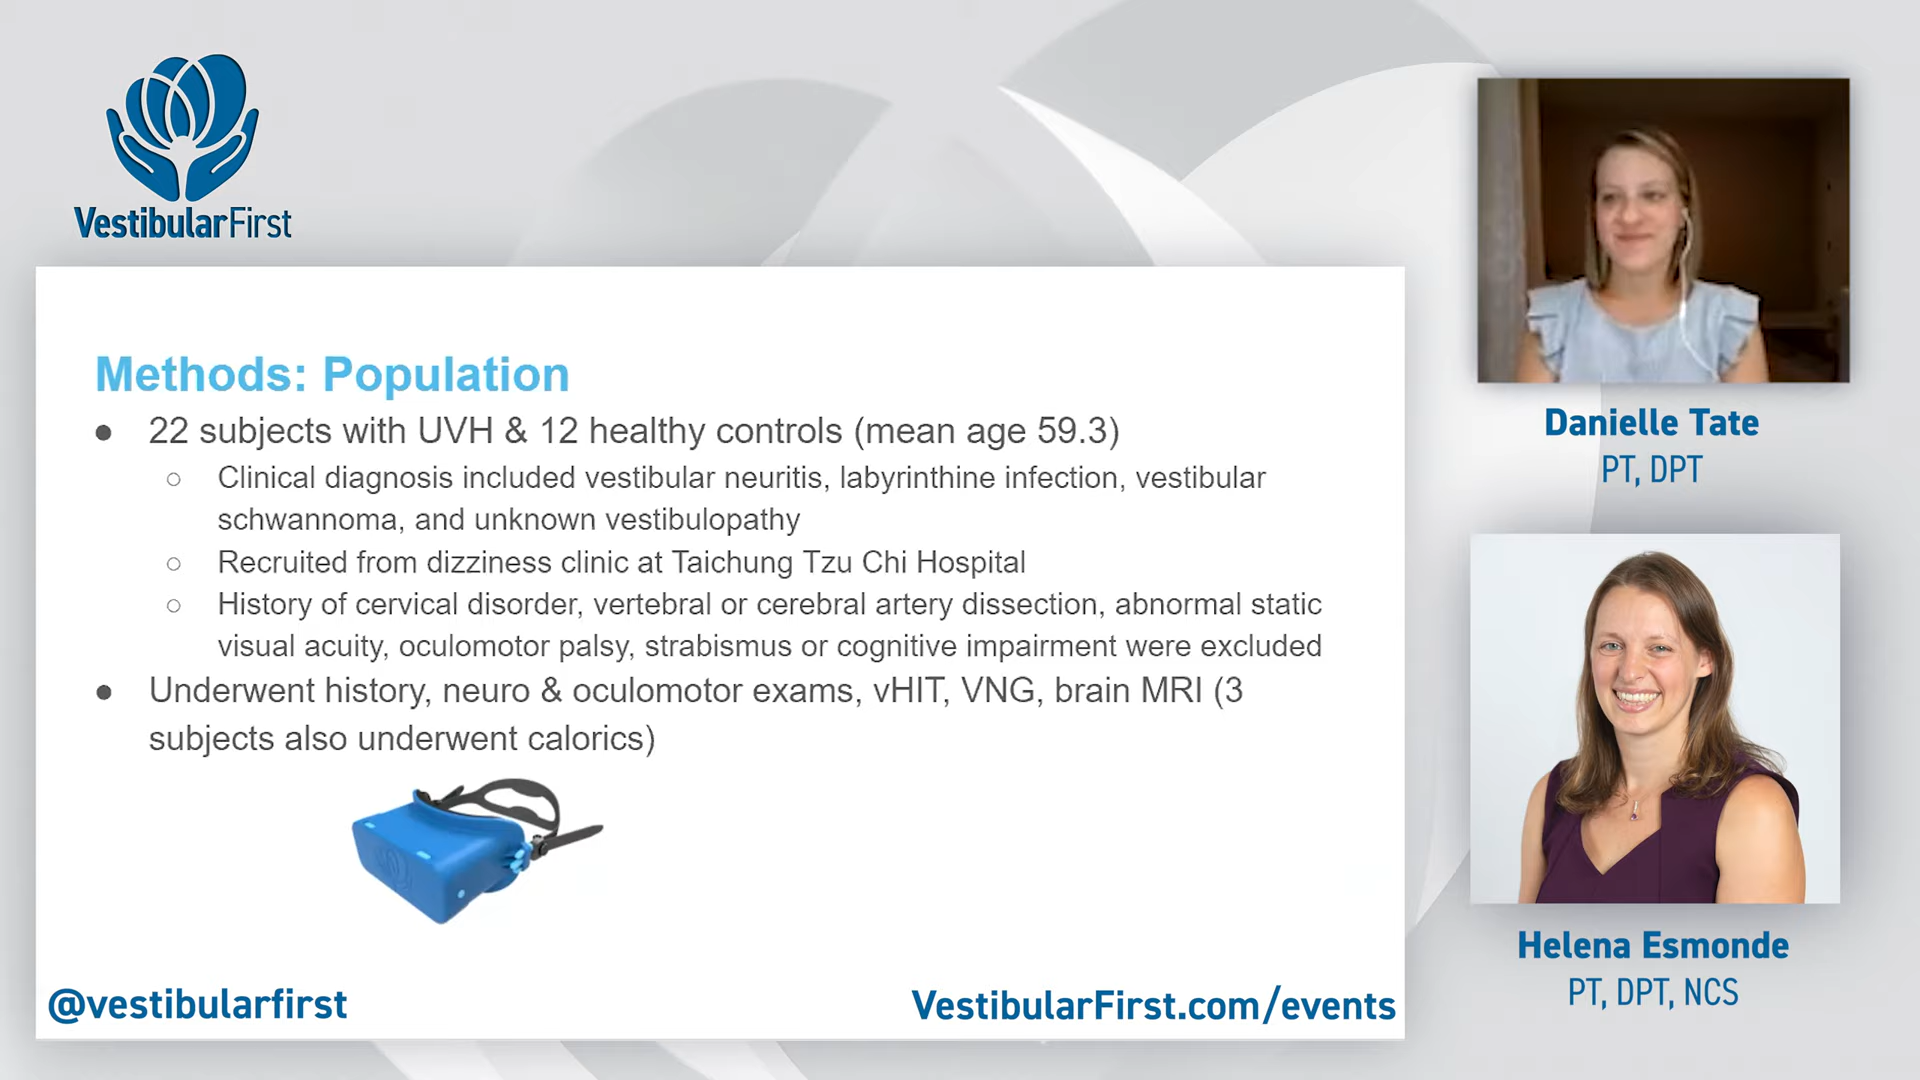 VestibularFirst
Methods: Population
● 22 subjects with UVH & 12 healthy controls (mean age 59.3)
○ Clinical diagnosis included vestibular neuritis, labyrinthine infection, vestibular
schwannoma, and unknown vestibulopathy
○ Recruited from dizziness clinic at Taichung Tzu Chi Hospital
○ History of cervical disorder, vertebral or cerebral artery dissection, abnormal static
visual acuity, oculomotor palsy, strabismus or cognitive impairment were excluded
● Underwent history, neuro & oculomotor exams, vHIT, VNG, brain MRI (3
subjects also underwent calorics)
@vestibularfirst
VestibularFirst.com/events
Danielle Tate
PT, DPT
Helena Esmonde
PT, DPT, NCS